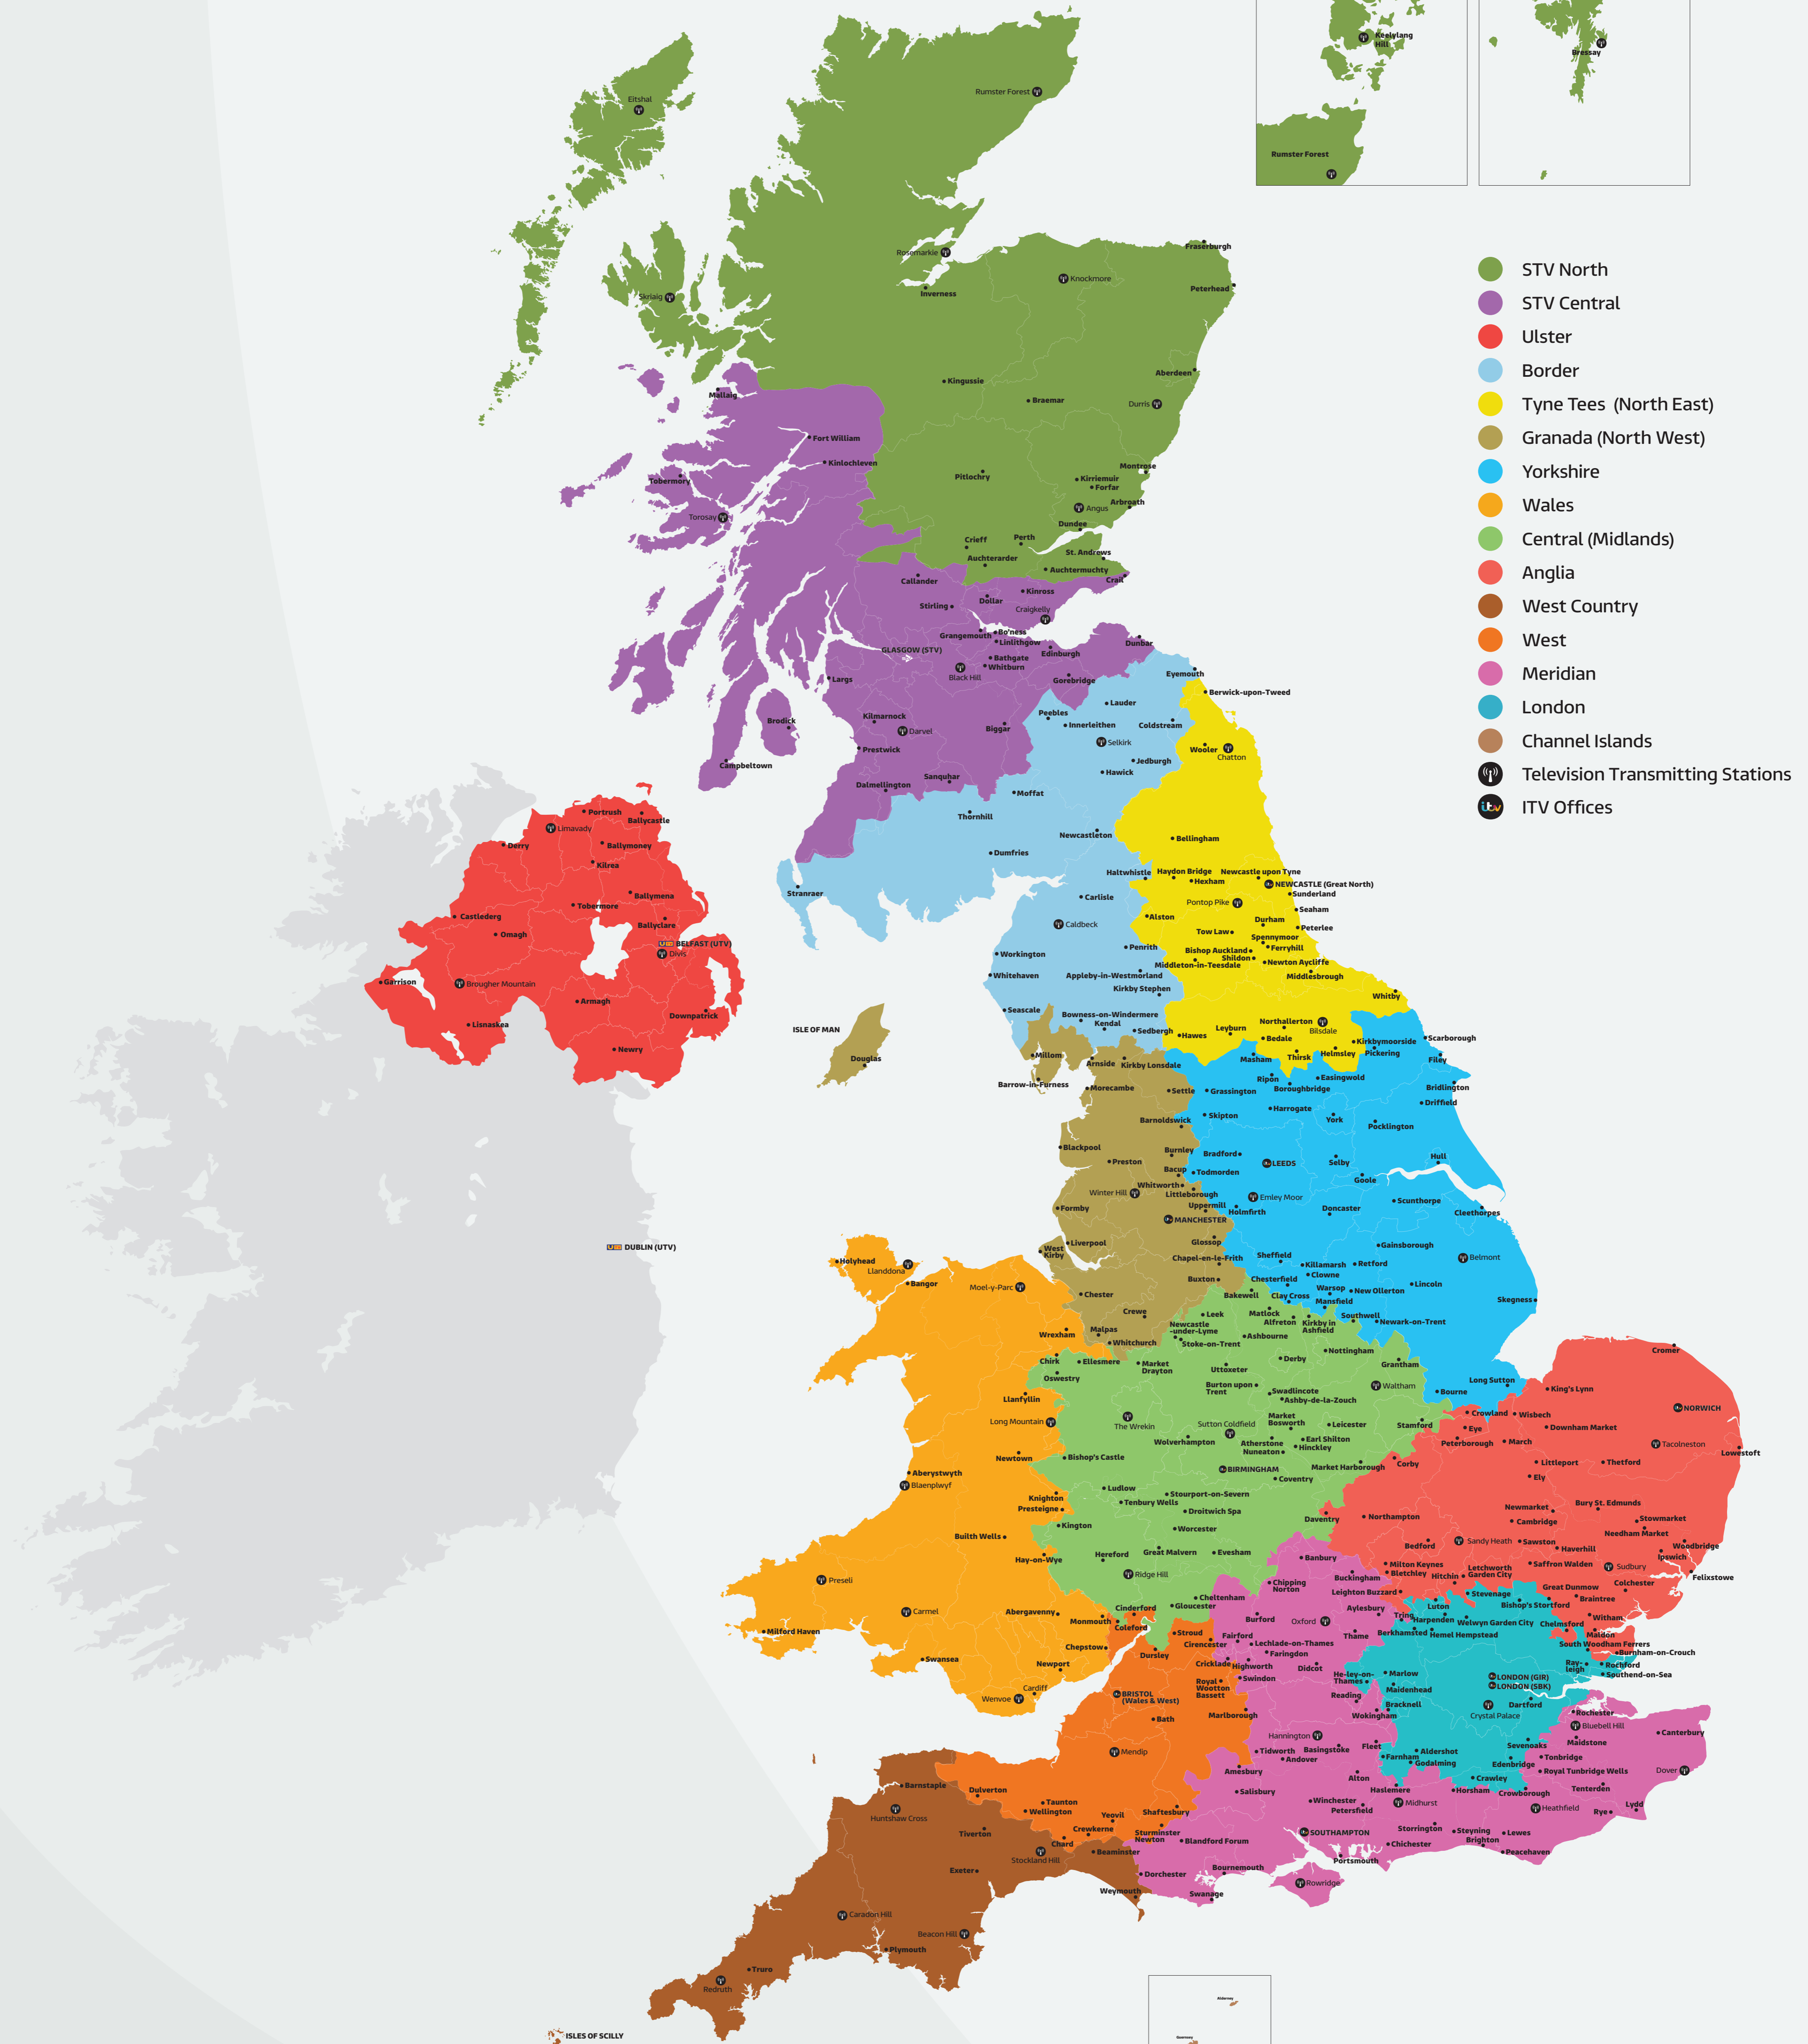 Keelylang
Hill
Bressay
Rumster Forest
Eitshal
Rumster Forest
Rosemarkie
Skriaig
Knockmore
Fraserburgh
Peterhead
Inverness
Aberdeen
Kingussie
Braemar
Durris
Mallaig
Fort William
Kinlochleven
Tobermory
Torosay
Pitlochry
Montrose
Kirriemuir
Forfar
Arbroath
Angus
Dundee
Crieff
Perth
Auchterarder
St. Andrews
Auchtermuchty
Crail
Callander
Kinross
Dollar
Stirling
Craigkelly
Grangemouth
Bo'ness
Linlithgow
GLASGOW (STV)
Bathgate
Whitburn
Edinburgh
Dunbar
Black Hill
Gorebridge
Largs
Eyemouth
Berwick-upon-Tweed
Brodick
Kilmarnock
Darvel
Biggar
Peebles
Lauder
Innerleithen
Coldstream
Selkirk
Prestwick
Wooler
Chatton
Campbeltown
Jedburgh
Hawick
Sanquhar
Dalmellington
Moffat
Thornhill
Newcastleton
Bellingham
Dumfries
Stranraer
Haltwhistle
Haydon Bridge
Hexham
Newcastle upon Tyne
NEWCASTLE (Great North)
Sunderland
Carlisle
Pontop Pike
Seaham
Alston
Caldbeck
Durham
Peterlee
Tow Law
Spennymoor
Ferryhill
Penrith
Bishop Auckland
Shildon
Newton Aycliffe
Middleton-in-Teesdale
Workington
Whitehaven
Appleby-in-Westmorland
Middlesbrough
Kirkby Stephen
Whitby
Seascale
Bowness-on-Windermere
Kendal
Sedbergh
Hawes
Leyburn
Northallerton
Bilsdale
Bedale
Kirkbymoorside
Scarborough
Thirsk
Helmsley
Pickering
Masham
Filey
STV North
STV Central
Ulster
Border
Tyne Tees (North East)
Granada (North West)
Yorkshire
Wales
Central (Midlands)
Anglia
West Country
West
Meridian
London
Channel Islands
Television Transmitting Stations
itv ITV Offices
Portrush
Ballycastle
Limavady
Derry
Ballymoney
Kilrea
Ballymena
Tobermore
Castlederg
Ballyclare
Omagh
BELFAST (UTV)
Divis
Garrison
Brougher Mountain
Armagh
Downpatrick
Lisnaskea
Newry
DUBLIN (UTV)
ISLE OF MAN
Douglas
Millom
Arnside
Kirkby Lonsdale
Barrow-in-Furness
Morecambe
Settle
Ripon
Easingwold
Grassington
Boroughbridge
Bridlington
Harrogate
Driffield
Skipton
York
Pocklington
Barnoldswick
Blackpool
Burnley
Preston
Bradford
LEEDS
Selby
Hull
Bacup
Todmorden
Goole
Whitworth
Winter Hill
Littleborough
Emley Moor
Scunthorpe
Formby
Uppermill
Holmfirth
Doncaster
Cleethorpes
MANCHESTER
Liverpool
West
Kirby
Glossop
Gainsborough
Chapel-en-le-Frith
Sheffield
Killamarsh
Retford
Belmont
Clowne
Holyhead
Llanddona
Bangor
Moel-y-Parc
Buxton
Chesterfield
Warsop
Lincoln
Chester
Bakewell
Clay Cross
New Ollerton
Mansfield
Skegness
Crewe
Leek
Matlock
Alfreton
Kirkby in
Ashfield
Southwell
Newark-on-Trent
Wrexham
Malpas
Newcastle
-under-Lyme
Stoke-on-Trent
Ashbourne
Whitchurch
Chirk
Ellesmere
Market
Drayton
Uttoxeter
Derby
Nottingham
Grantham
Cromer
Oswestry
Long Sutton
King's Lynn
Llanfyllin
Burton upon
Trent
Swadlincote
Ashby-de-la-Zouch
Waltham
Bourne
Long Mountain
The Wrekin
Sutton Coldfield
Market
Bosworth
Leicester
Stamford
Crowland
Wisbech
NORWICH
Eye
Downham Market
Wolverhampton
Atherstone
Nuneaton
Earl Shilton
Hinckley
Peterborough
March
Tacolneston
Lowestoft
Newtown
Bishop's Castle
BIRMINGHAM
Market Harborough
Corby
Littleport
Thetford
Aberystwyth
Coventry
Ely
Blaenplwyf
Ludlow
Stourport-on-Severn
Knighton
Presteigne
Tenbury Wells
Droitwich Spa
Daventry
Northampton
Newmarket
Bury St. Edmunds
Cambridge
Stowmarket
Kington
Worcester
Needham Market
Builth Wells
Bedford
Sandy Heath
Sawston
Haverhill
Woodbridge
Hay-on-Wye
Hereford
Great Malvern
Evesham
Banbury
Ipswich
Milton Keynes
Bletchley
Letchworth
Garden City
Saffron Walden
Sudbury
Ridge Hill
Buckingham
Hitchin
Felixstowe
Preseli
Chipping
Norton
Leighton Buzzard
Stevenage
Great Dunmow
Colchester
Cheltenham
Luton
Bishop's Stortford
Braintree
Carmel
Abergavenny
Cinderford
Gloucester
Burford
Aylesbury
Tring
Harpenden
Welwyn Garden City
Witham
Monmouth
Coleford
Oxford
Berkhamsted
Hemel Hempstead
Chelmsford
Maldon
Milford Haven
Stroud
Fairford
Thame
South Woodham Ferrers
Chepstow
Cirencester
Lechlade-on-Thames
Burnham-on-Crouch
Dursley
Faringdon
Ray-
leigh
Rochford
Swansea
Cricklade
Highworth
Didcot
He-ley-on-
Thames
Marlow
Southend-on-Sea
Newport
Royal
Wootton
Bassett
Swindon
LONDON (GIR)
LONDON (SBK)
Cardiff
Wenvoe
BRISTOL
(Wales & West)
Reading
Maidenhead
Dartford
Bath
Marlborough
Wokingham
Bracknell
Crystal Palace
Rochester
Bluebell Hill
Hannington
Canterbury
Mendip
Tidworth
Basingstoke
Fleet
Sevenoaks
Maidstone
Andover
Farnham
Aldershot
Godalming
Edenbridge
Tonbridge
Amesbury
Royal Tunbridge Wells
Dover
Barnstaple
Dulverton
Alton
Crawley
Salisbury
Haslemere
Horsham
Crowborough
Tenterden
Taunton
Winchester
Huntshaw Cross
Wellington
Shaftesbury
Petersfield
Midhurst
Heathfield
Lydd
Yeovil
Rye
Tiverton
Crewkerne
Sturminster
Newton
SOUTHAMPTON
Storrington
Steyning
Lewes
Chard
Blandford Forum
Brighton
Stockland Hill
Beaminster
Chichester
Peacehaven
Exeter
Portsmouth
Dorchester
Bournemouth
Weymouth
Swanage
Rowridge
Caradon Hill
Beacon Hill
Plymouth
Truro
Redruth
ISLES OF SCILLY
Alderney
Guernsey